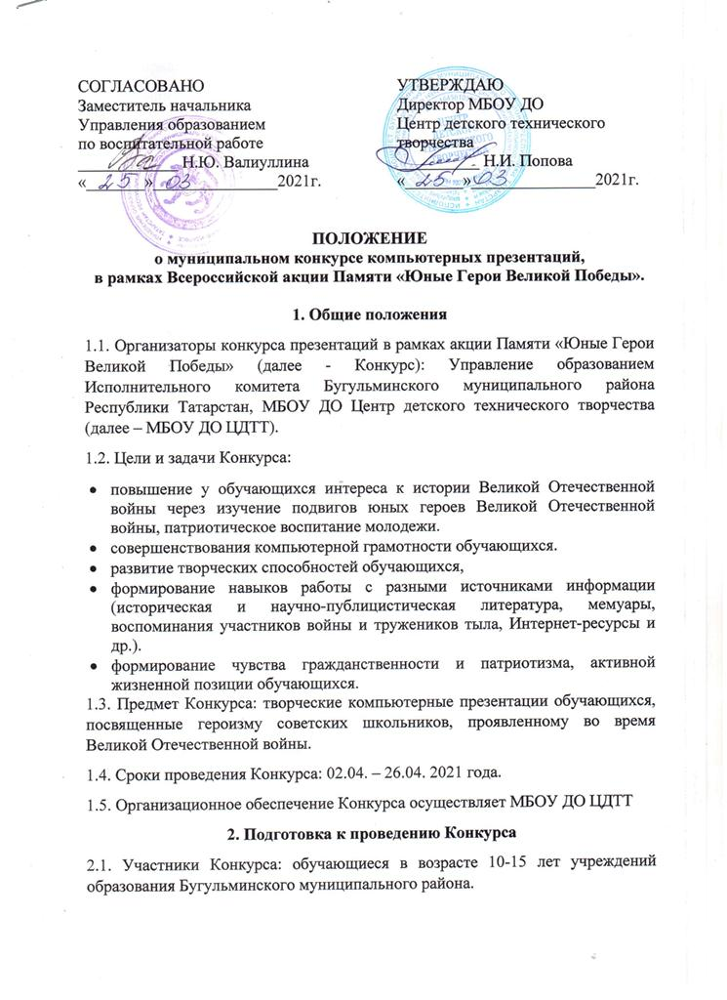 СОГЛАСОВАНО
Заместитель начальника
Управления образованием
по воспитательной работе
Н.Ю. Валиуллина
« 25 » 03 2021г.
УТВЕРЖДАЮ
Директор МБОУ ДО
Центр детского технического
творчества
Н.И. Попова
« 25 » 03 2021г.
ПОЛОЖЕНИЕ
о муниципальном конкурсе компьютерных презентаций,
в рамках Всероссийской акции Памяти «Юные Герои Великой Победы».
1. Общие положения
1.1. Организаторы конкурса презентаций в рамках акции Памяти «Юные Герои
Великой Победы» (далее - Конкурс): Управление образованием
Исполнительного комитета Бугульминского муниципального района
Республики Татарстан, МБОУ ДО Центр детского технического творчества
(далее – МБОУ ДО ЦДТТ).
1.2. Цели и задачи Конкурса:
• повышение у обучающихся интереса к истории Великой Отечественной
войны через изучение подвигов юных героев Великой Отечественной
войны, патриотическое воспитание молодежи.
• совершенствования компьютерной грамотности обучающихся.
• развитие творческих способностей обучающихся,
• формирование навыков работы с разными источниками информации
(историческая и научно-публицистическая литература, мемуары,
воспоминания участников войны и тружеников тыла, Интернет-ресурсы и
др.).
• формирование чувства гражданственности и патриотизма, активной
жизненной позиции обучающихся.
1.3. Предмет Конкурса: творческие компьютерные презентации обучающихся,
посвященные героизму советских школьников, проявленному во время
Великой Отечественной войны.
1.4. Сроки проведения Конкурса: 02.04. – 26.04. 2021 года.
1.5. Организационное обеспечение Конкурса осуществляет МБОУ ДО ЦДТТ
2. Подготовка к проведению Конкурса
2.1. Участники Конкурса: обучающиеся в возрасте 10-15 лет учреждений
образования Бугульминского муниципального района.